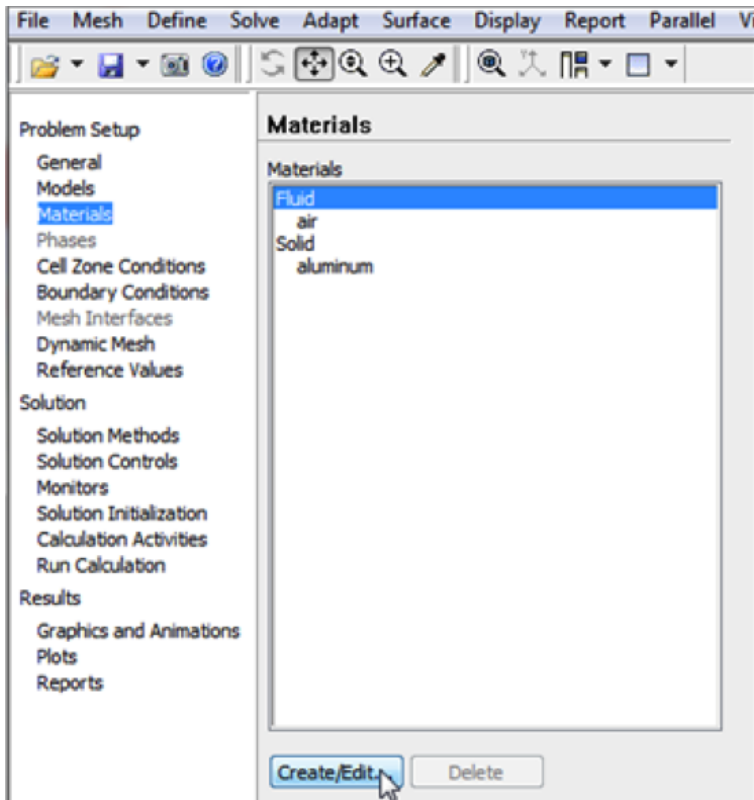 File Mesh Define Solve Adapt Surface Display Report Parallel
Problem Setup
General
Models
Materials
Phases
Cell Zone Conditions
Boundary Conditions
Mesh Interfaces
Dynamic Mesh
Reference Values
Solution
Solution Methods
Solution Controls
Monitors
Solution Initialization
Calculation Activities
Run Calculation
Results
Graphics and Animations
Plots
Reports
Materials
Materials
Fluid
air
Solid
aluminum
Create/Edit...
Delete